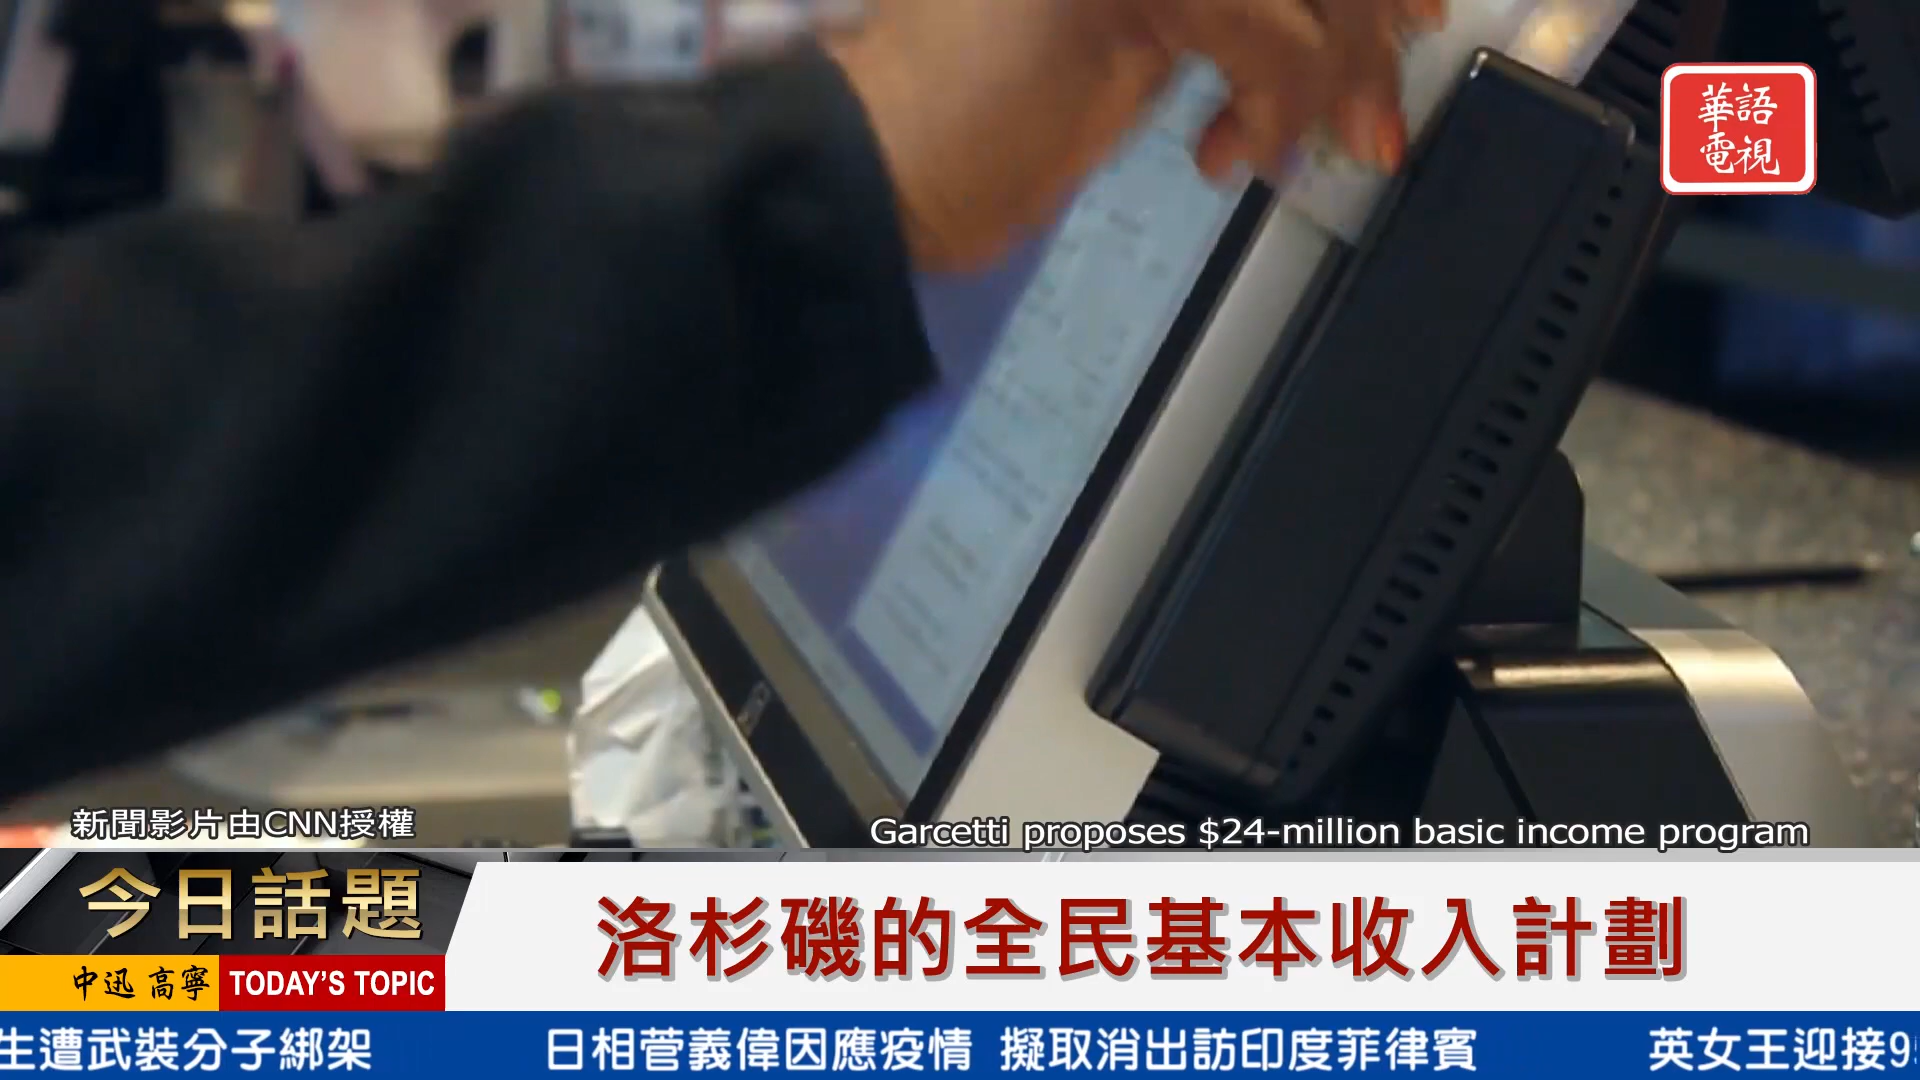 華語
電視
新聞影片由CNN授權
Garcetti proposes $24-million basic income program
今日話題
洛杉磯的全民基本收入計劃
中迅 高寧
TODAY'S TOPIC
生遭武裝分子綁架 日相菅義偉因應疫情 擬取消出訪印度菲律賓 英女王迎接9